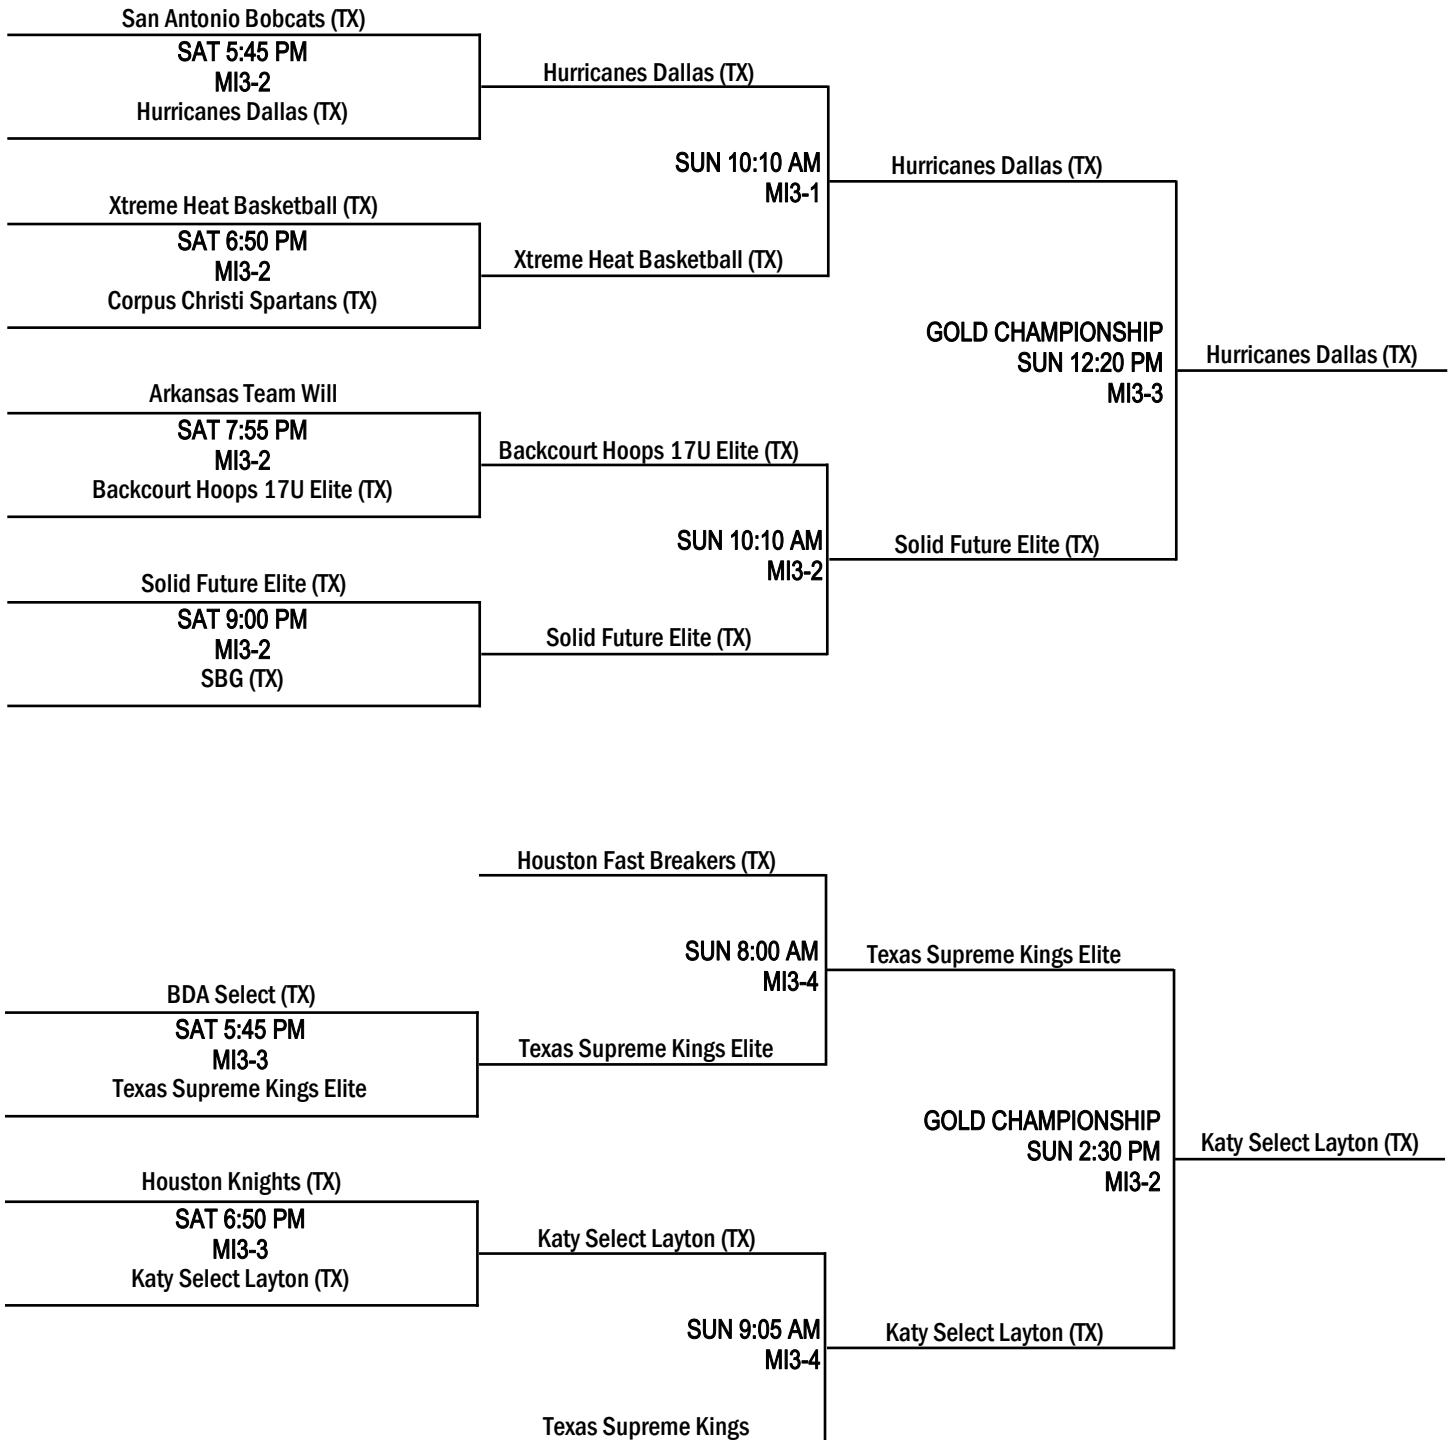 San Antonio Bobcats (TX)
SAT 5:45 PM
MI3-2
Hurricanes Dallas (TX)
Hurricanes Dallas (TX)
SUN 10:10 AM
MI3-1
Hurricanes Dallas (TX)
Xtreme Heat Basketball (TX)
SAT 6:50 PM
MI3-2
Corpus Christi Spartans (TX)
Xtreme Heat Basketball (TX)
GOLD CHAMPIONSHIP
SUN 12:20 PM
MI3-3
Hurricanes Dallas (TX)
Arkansas Team Will
SAT 7:55 PM
MI3-2
Backcourt Hoops 17U Elite (TX)
Backcourt Hoops 17U Elite (TX)
SUN 10:10 AM
MI3-2
Solid Future Elite (TX)
Solid Future Elite (TX)
SAT 9:00 PM
MI3-2
SBG (TX)
Solid Future Elite (TX)
Houston Fast Breakers (TX)
SUN 8:00 AM
MI3-4
Texas Supreme Kings Elite
BDA Select (TX)
SAT 5:45 PM
MI3-3
Texas Supreme Kings Elite
Texas Supreme Kings Elite
GOLD CHAMPIONSHIP
SUN 2:30 PM
MI3-2
Katy Select Layton (TX)
Houston Knights (TX)
SAT 6:50 PM
MI3-3
Katy Select Layton (TX)
Katy Select Layton (TX)
SUN 9:05 AM
MI3-4
Katy Select Layton (TX)
Texas Supreme Kings